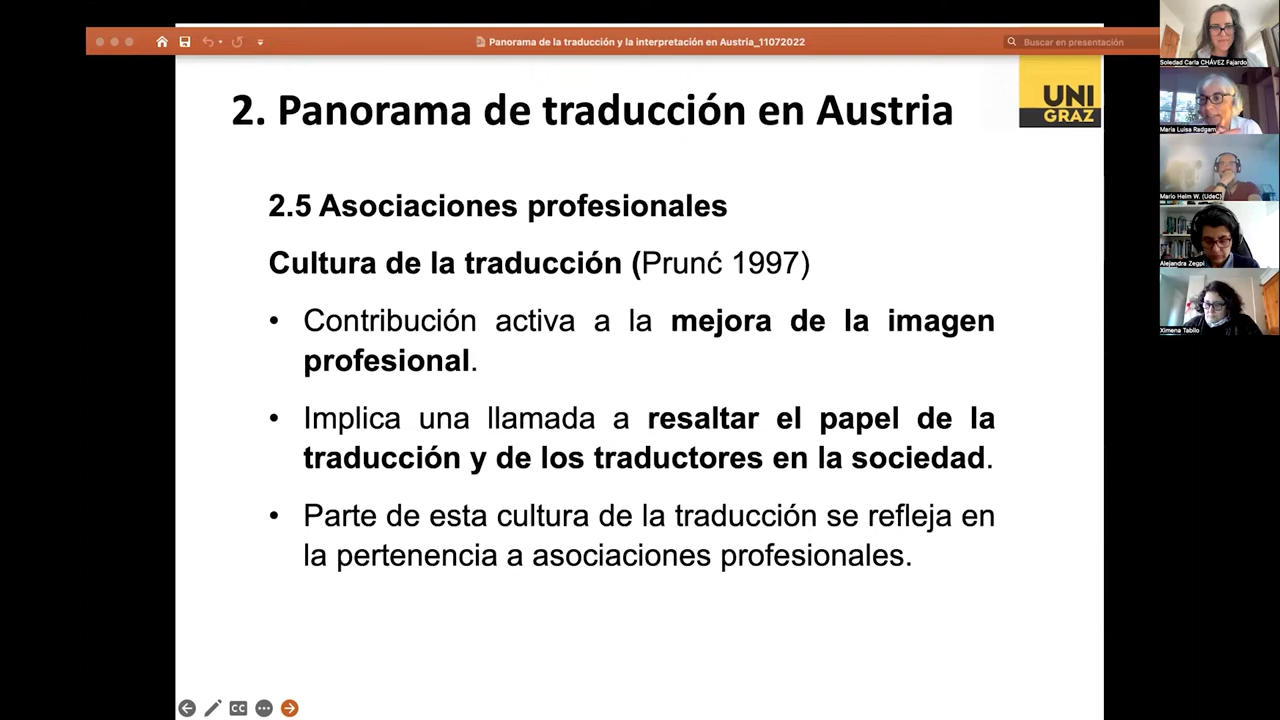 Panorama de la traducción y la interpretación en Austria_11072022
Buscar en presentación
2. Panorama de traducción en Austria
UNI
GRAZ
2.5 Asociaciones profesionales
Cultura de la traducción (Prunć 1997)
• Contribución activa a la mejora de la imagen
profesional.
• Implica una llamada a resaltar el papel de la
traducción y de los traductores en la sociedad.
• Parte de esta cultura de la traducción se refleja en
la pertenencia a asociaciones profesionales.
CC
Soledad Carla CHÁVEZ Fajardo
María Luisa Radgam
Mario Helm W. (UdeC)
Alejandra Zegpi
Ximena Tabilo